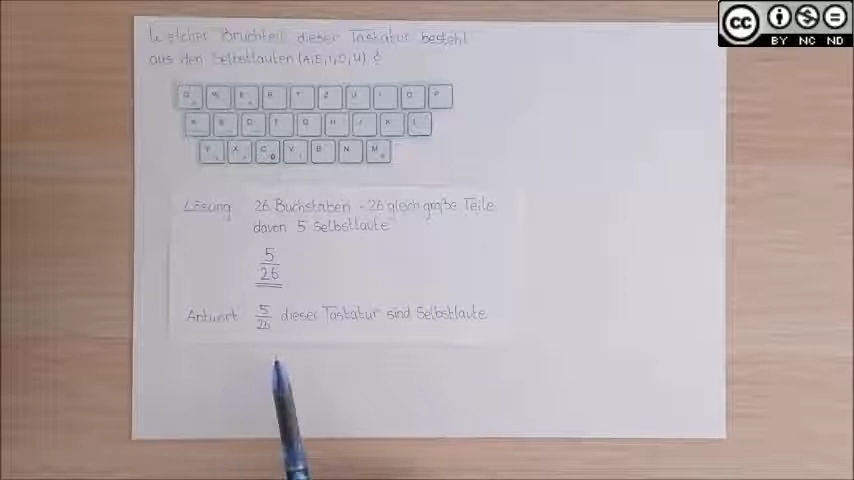 Welcher Bruchteil dieser Tastatur besteht
aus den Selbstlauten (A,E,I,O,U)?
Q W E R T Z U I O P
A S D F G H J K L
Y X C V B N M
Lösung 26 Buchstaben - 26 gleich große Teile
davon 5 Selbstlaute
5
26
Antwort 5/26 dieser Tastatur sind Selbstlaute
cc
BY NC ND